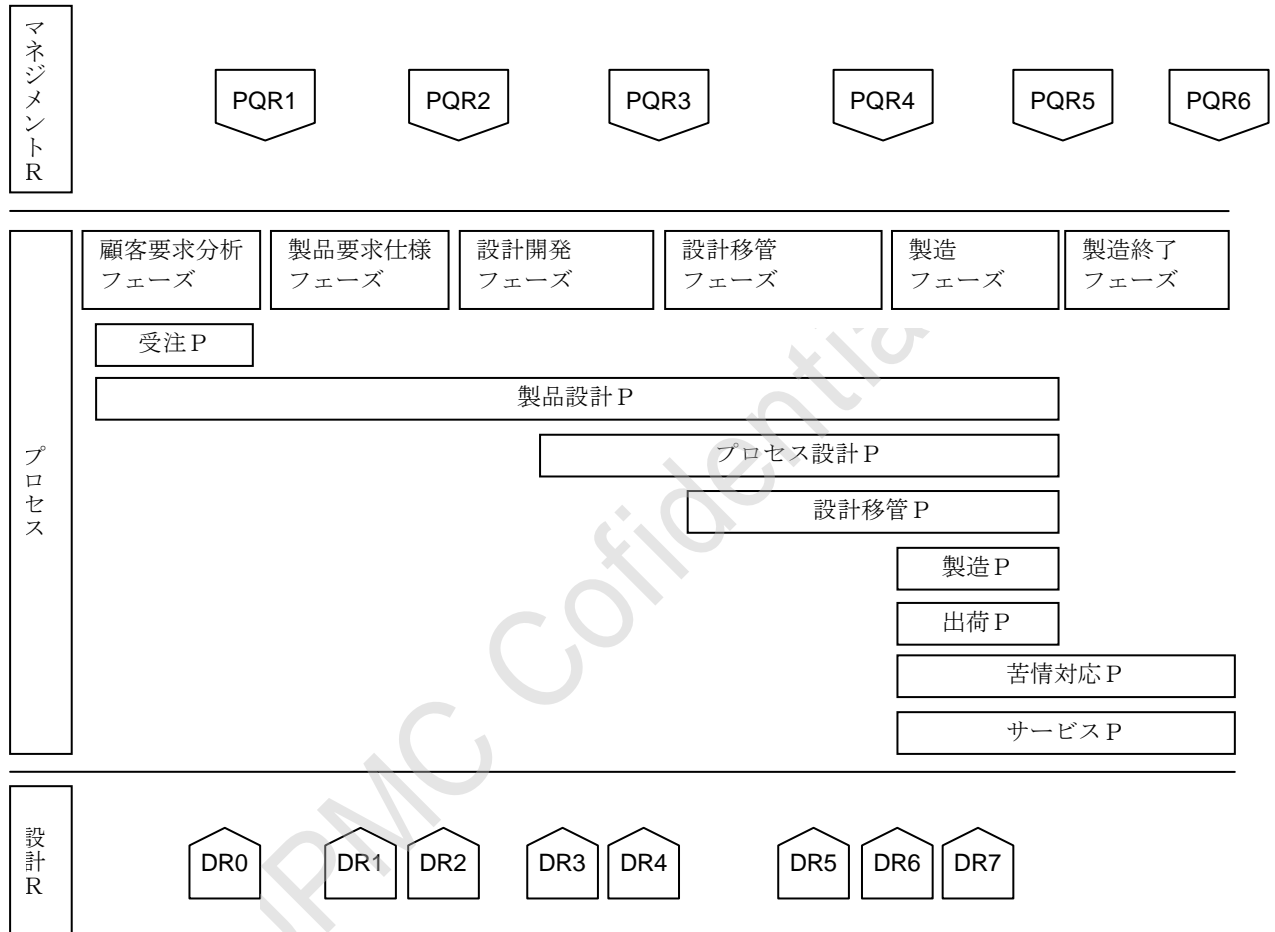 マネジメントR
PQR1
PQR2
PQR3
PQR4
PQR5
PQR6
プロセス
顧客要求分析
フェーズ
製品要求仕様
フェーズ
設計開発
フェーズ
設計移管
フェーズ
製造
フェーズ
製造終了
フェーズ
受注P
製品設計P
プロセス設計P
設計移管P
製造P
出荷P
苦情対応P
サービスP
設計R
DR0
DR1
DR2
DR3
DR4
DR5
DR6
DR7